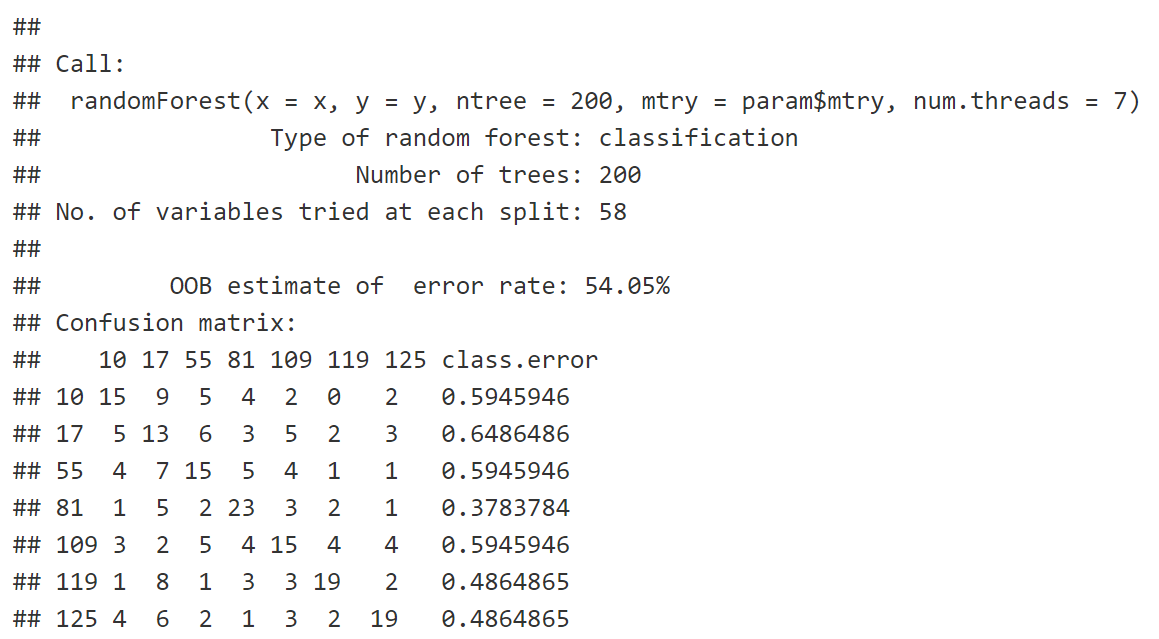 ##
## Call:
##  randomForest(x = x, y = y, ntree = 200, mtry = param$mtry, num.threads = 7)
##                Type of random forest: classification
##                      Number of trees: 200
## No. of variables tried at each split: 58
##
##         OOB estimate of  error rate: 54.05%
## Confusion matrix:
##    10 17 55 81 109 119 125 class.error
## 10 15  9  5  4   2   0   2   0.5945946
## 17  5 13  6  3   5   2   3   0.6486486
## 55  4  7 15  5   4   1   1   0.5945946
## 81  1  5  2 23   3   2   1   0.3783784
## 109 3  2  5  4  15   4   4   0.5945946
## 119 1  8  1  3   3  19   2   0.4864865
## 125 4  6  2  1   3   2  19   0.4864865